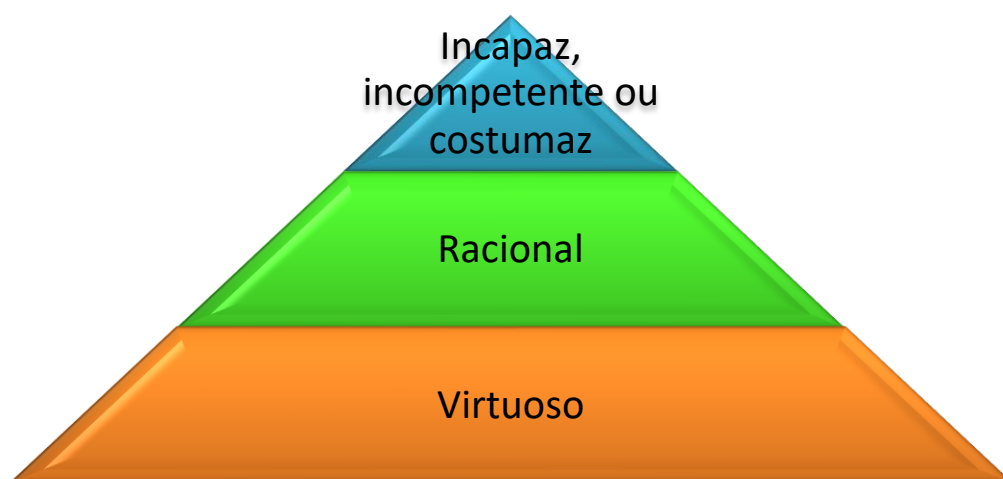 Incapaz,
incompetente ou
costumaz
Racional
Virtuoso